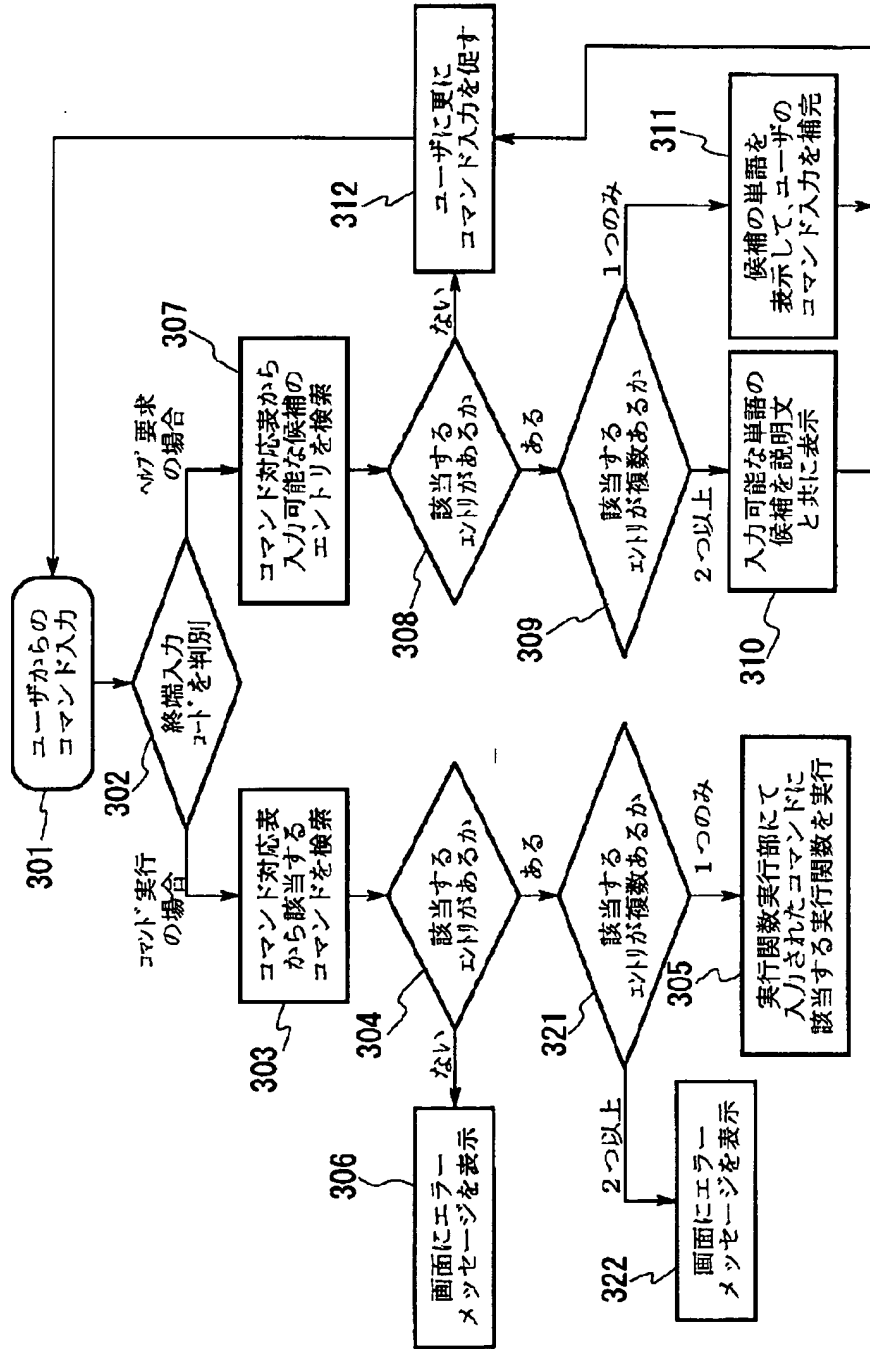 ユーザからの
コマンド入力
301
終端入力
コードを判別
302
コマンド実行
の場合
ヘルプ要求
の場合
コマンド対応表
から該当する
コマンドを検索
303
コマンド対応表から
入力可能な候補の
エントリを検索
307
該当する
エントリがあるか
304
ない
ある
画面にエラー
メッセージを表示
306
該当する
エントリが複数あるか
321
2つ以上
1つのみ
画面にエラー
メッセージを表示
322
実行関数実行部にて
入力されたコマンドに
該当する実行関数を実行
305
該当する
エントリがあるか
308
ない
ある
ユーザに更に
コマンド入力を促す
312
該当する
エントリが複数あるか
309
2つ以上
1つのみ
入力可能な単語の
候補を説明文
と共に表示
310
候補の単語を
表示して、ユーザの
コマンド入力を補完
311